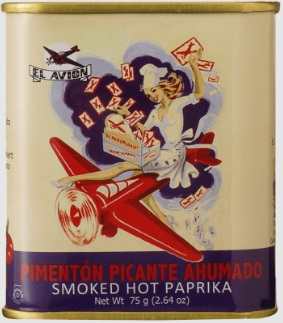 EL AVION
PIMENTÓN PICANTE AHUMADO
SMOKED HOT PAPRIKA
Net Wt 75 g (2.64 oz)